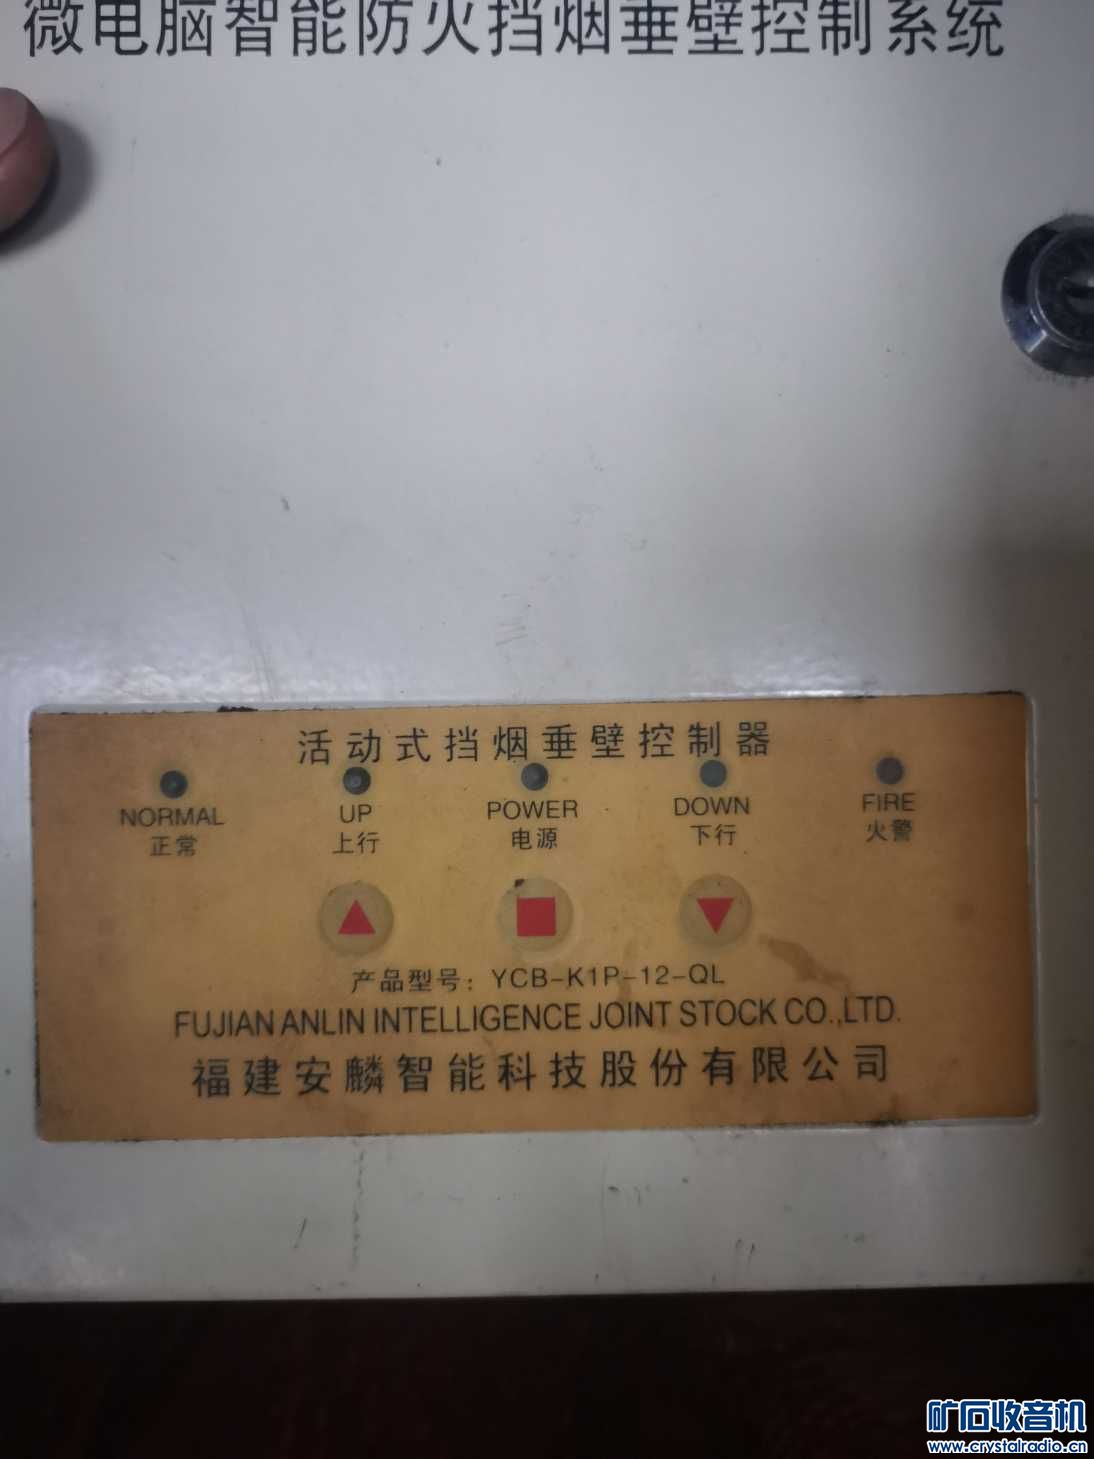 微电脑智能防火挡烟垂壁控制系统
活动式挡烟垂壁控制器
NORMAL UP POWER DOWN FIRE
正常 上行 电源 下行 火警
产品型号：YCB-K1P-12-QL
FUJIAN ANLIN INTELLIGENCE JOINT STOCK CO.,LTD.
福建安麟智能科技股份有限公司
矿石收音机
www.crystalradio.cn